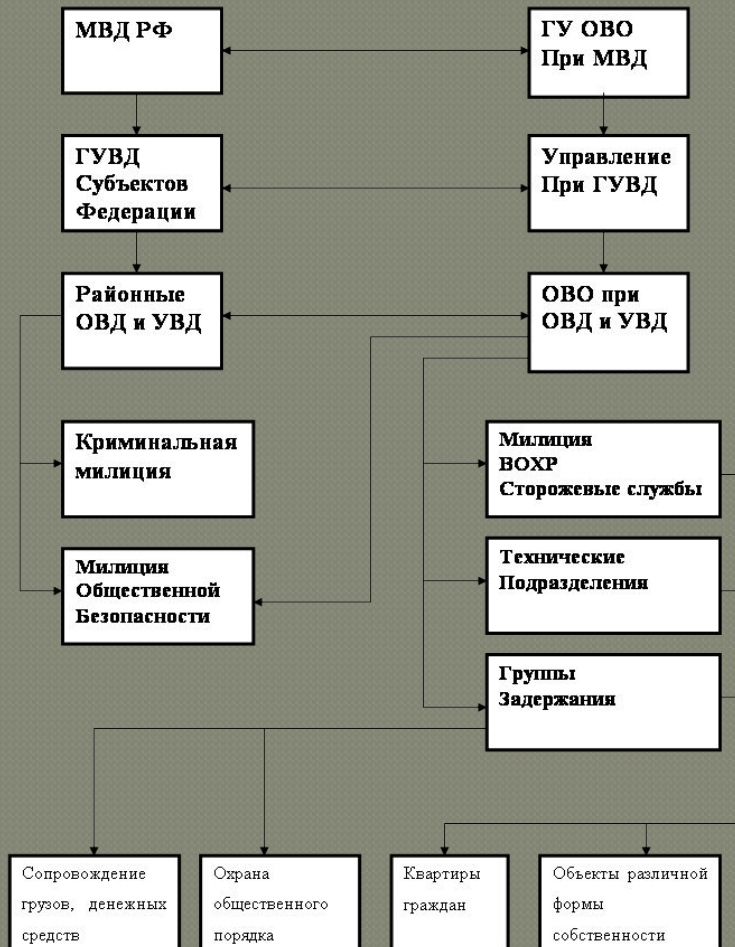 МВД РФ
ГУ ОВО
При МВД
ГУВД
Субъектов
Федерации
Управление
При ГУВД
Районные
ОВД и УВД
ОВО при
ОВД и УВД
Криминальная
милиция
Милиция
ВОХР
Сторожевые службы
Милиция
Общественной
Безопасности
Технические
Подразделения
Группы
Задержания
Сопровождение
грузов, денежных
средств
Охрана
общественного
порядка
Квартиры
граждан
Объекты различной
формы
собственности